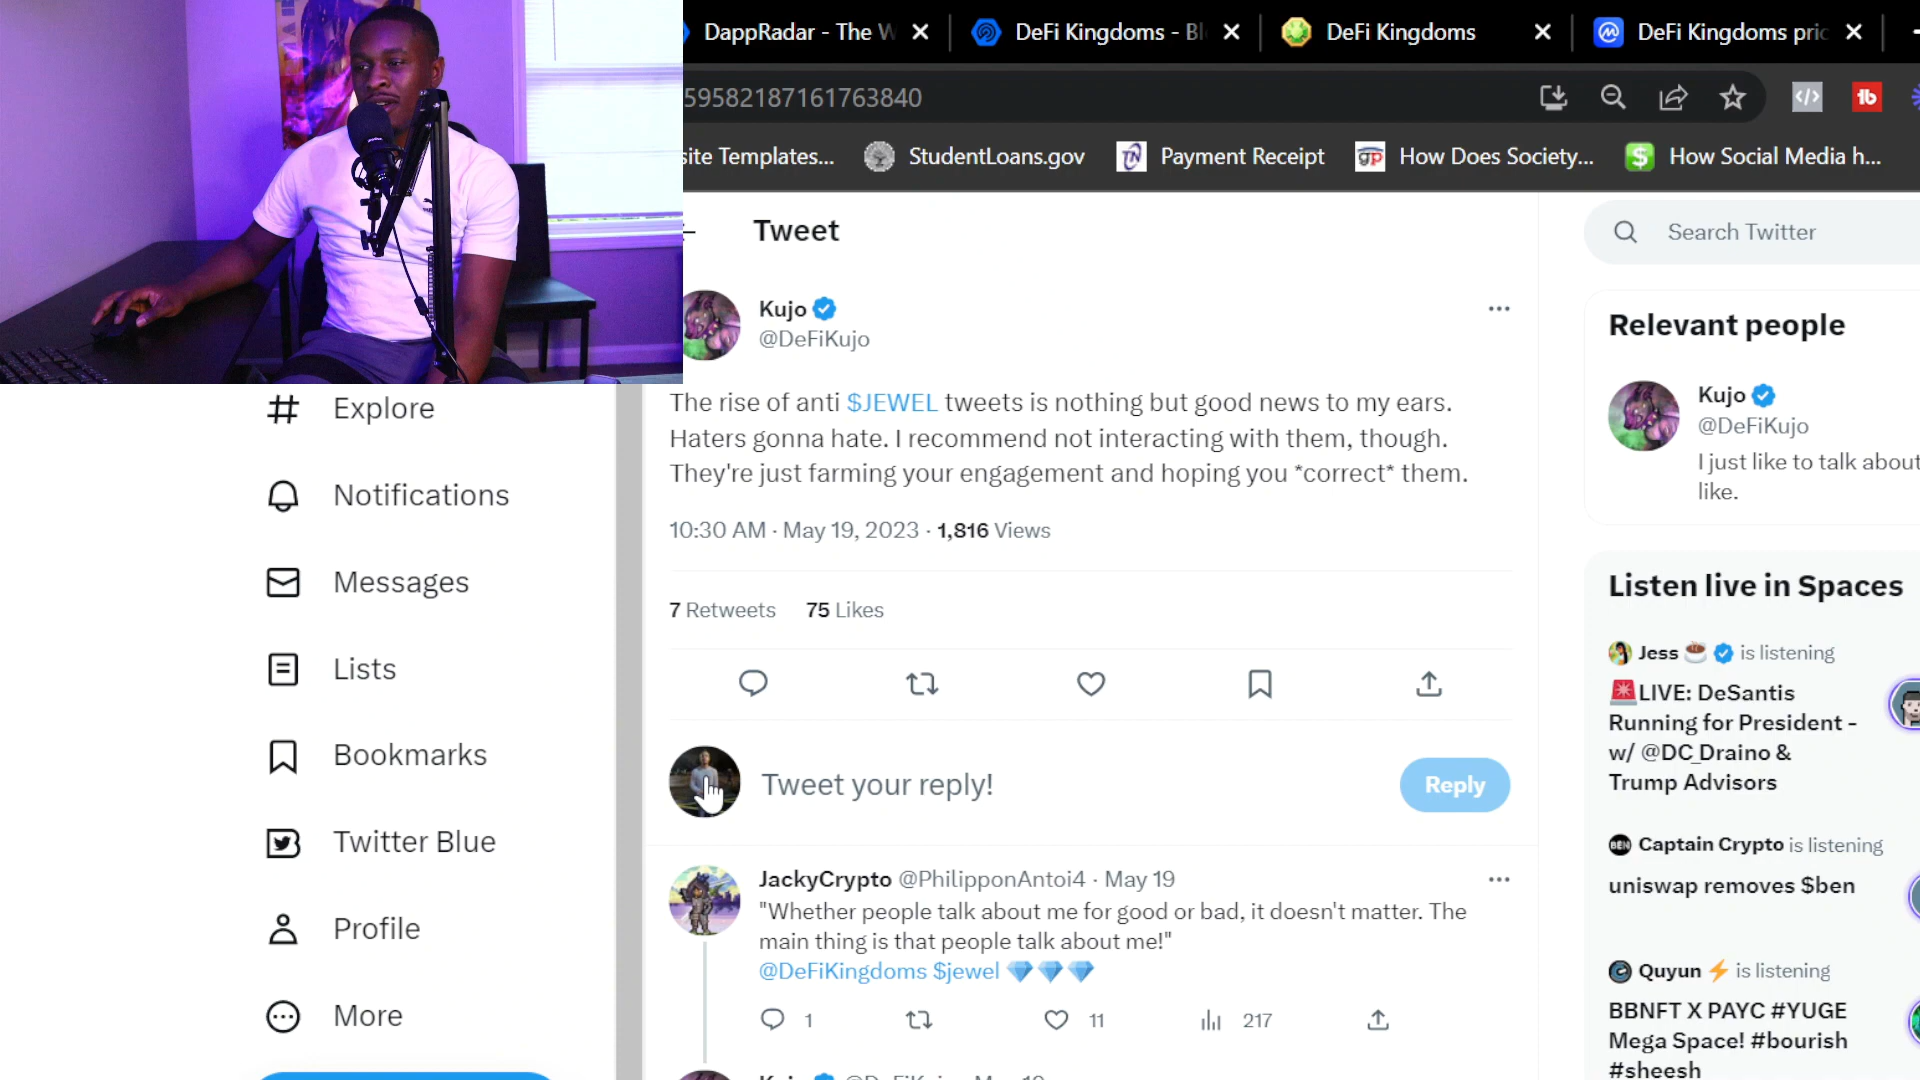 DappRadar - The W
DeFi Kingdoms - Bl
DeFi Kingdoms
DeFi Kingdoms pric
59582187161763840
site Templates...
StudentLoans.gov
Payment Receipt
How Does Society...
How Social Media h...
Tweet
Search Twitter
Kujo
@DeFiKujo
The rise of anti $JEWEL tweets is nothing but good news to my ears.
Haters gonna hate. I recommend not interacting with them, though.
They're just farming your engagement and hoping you *correct* them.
10:30 AM · May 19, 2023 · 1,816 Views
7 Retweets 75 Likes
Tweet your reply!
Reply
JackyCrypto @PhilipponAntoi4 · May 19
"Whether people talk about me for good or bad, it doesn't matter. The
main thing is that people talk about me!"
@DeFiKingdoms $jewel 💎💎💎
1 11 217
Explore
Notifications
Messages
Lists
Bookmarks
Twitter Blue
Profile
More
Relevant people
Kujo
@DeFiKujo
I just like to talk about
like.
Listen live in Spaces
Jess ☕ is listening
🚨LIVE: DeSantis
Running for President -
w/ @DC_Draino &
Trump Advisors
Captain Crypto is listening
uniswap removes $ben
Quyun ⚡ is listening
BBNFT X PAYC #YUGE
Mega Space! #bourish
#sheesh